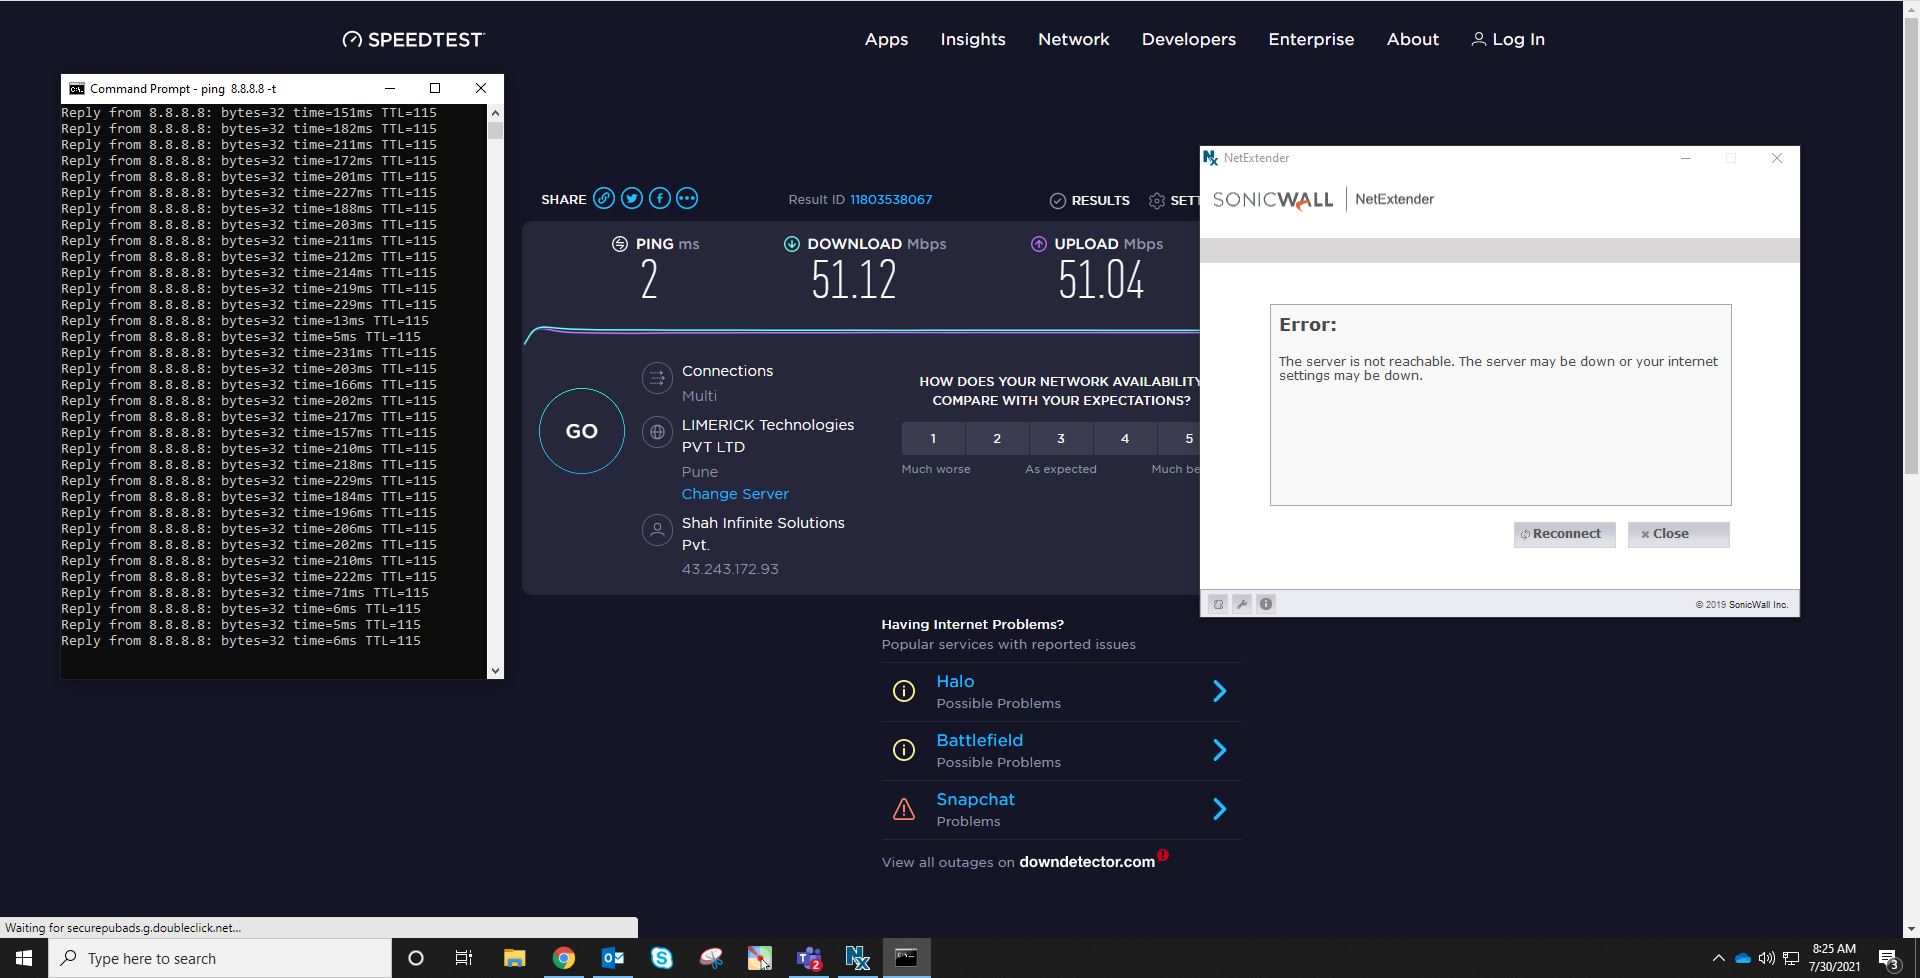 SPEEDTEST
Apps Insights Network Developers Enterprise About Log In
Command Prompt - ping 8.8.8.8 -t
Reply from 8.8.8.8: bytes=32 time=151ms TTL=115
Reply from 8.8.8.8: bytes=32 time=182ms TTL=115
Reply from 8.8.8.8: bytes=32 time=211ms TTL=115
Reply from 8.8.8.8: bytes=32 time=172ms TTL=115
Reply from 8.8.8.8: bytes=32 time=201ms TTL=115
Reply from 8.8.8.8: bytes=32 time=227ms TTL=115
Reply from 8.8.8.8: bytes=32 time=188ms TTL=115
Reply from 8.8.8.8: bytes=32 time=203ms TTL=115
Reply from 8.8.8.8: bytes=32 time=211ms TTL=115
Reply from 8.8.8.8: bytes=32 time=212ms TTL=115
Reply from 8.8.8.8: bytes=32 time=214ms TTL=115
Reply from 8.8.8.8: bytes=32 time=219ms TTL=115
Reply from 8.8.8.8: bytes=32 time=229ms TTL=115
Reply from 8.8.8.8: bytes=32 time=13ms TTL=115
Reply from 8.8.8.8: bytes=32 time=5ms TTL=115
Reply from 8.8.8.8: bytes=32 time=231ms TTL=115
Reply from 8.8.8.8: bytes=32 time=203ms TTL=115
Reply from 8.8.8.8: bytes=32 time=166ms TTL=115
Reply from 8.8.8.8: bytes=32 time=202ms TTL=115
Reply from 8.8.8.8: bytes=32 time=217ms TTL=115
Reply from 8.8.8.8: bytes=32 time=157ms TTL=115
Reply from 8.8.8.8: bytes=32 time=210ms TTL=115
Reply from 8.8.8.8: bytes=32 time=218ms TTL=115
Reply from 8.8.8.8: bytes=32 time=229ms TTL=115
Reply from 8.8.8.8: bytes=32 time=184ms TTL=115
Reply from 8.8.8.8: bytes=32 time=196ms TTL=115
Reply from 8.8.8.8: bytes=32 time=206ms TTL=115
Reply from 8.8.8.8: bytes=32 time=202ms TTL=115
Reply from 8.8.8.8: bytes=32 time=210ms TTL=115
Reply from 8.8.8.8: bytes=32 time=222ms TTL=115
Reply from 8.8.8.8: bytes=32 time=71ms TTL=115
Reply from 8.8.8.8: bytes=32 time=6ms TTL=115
Reply from 8.8.8.8: bytes=32 time=5ms TTL=115
Reply from 8.8.8.8: bytes=32 time=6ms TTL=115
SHARE
Result ID 11803538067
RESULTS SETT
PING ms DOWNLOAD Mbps UPLOAD Mbps
2 51.12 51.04
GO
Connections
Multi
LIMERICK Technologies
PVT LTD
Pune
Change Server
Shah Infinite Solutions
Pvt.
43.243.172.93
HOW DOES YOUR NETWORK AVAILABILITY
COMPARE WITH YOUR EXPECTATIONS?
1 2 3 4 5
Much worse As expected Much be
Having Internet Problems?
Popular services with reported issues
Halo
Possible Problems
Battlefield
Possible Problems
Snapchat
Problems
View all outages on downdetector.com
NetExtender
SONICWALL NetExtender
Error:
The server is not reachable. The server may be down or your internet
settings may be down.
Reconnect Close
© 2019 SonicWall Inc.
Waiting for securepubads.g.doubleclick.net...
Type here to search
2
8:25 AM
7/30/2021
3